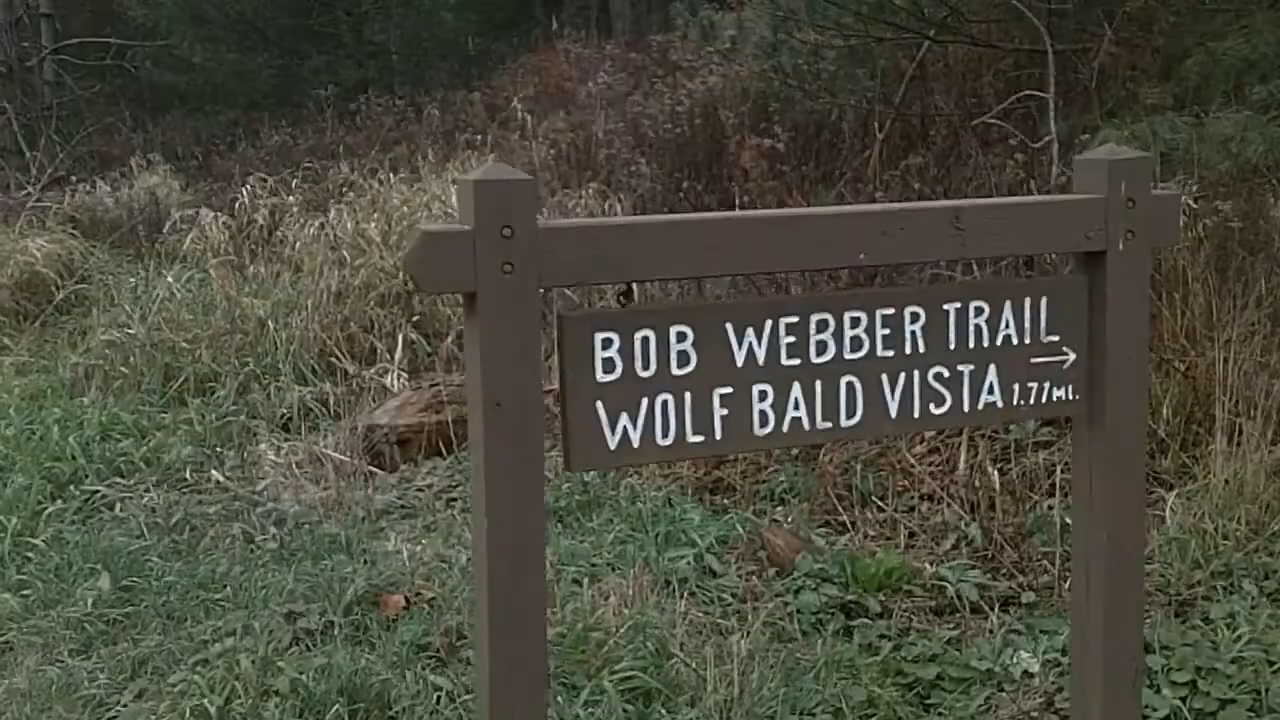 BOB WEBBER TRAIL
→
WOLF BALD VISTA 1.77 MI.